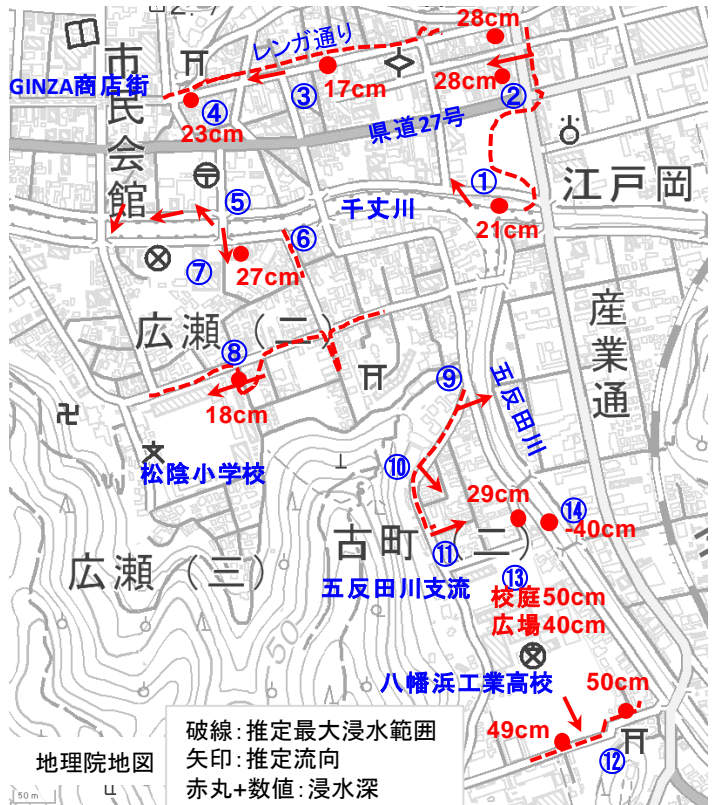 28cm
レンガ通り
市民会館
GINZA商店街
③
17cm
28cm
②
④
23cm
県道27号
①
江戸岡
21cm
千丈川
⑤
⑥
⑦
27cm
広瀬（二）
産業通
⑧
18cm
⑨
五反田川
松陰小学校
⑩
29cm
⑭
-40cm
古町（二）
⑪
広瀬（三）
五反田川支流
⑬
校庭50cm
広場40cm
八幡浜工業高校
50cm
49cm
⑫
地理院地図
破線：推定最大浸水範囲
矢印：推定流向
赤丸+数値：浸水深
50 m